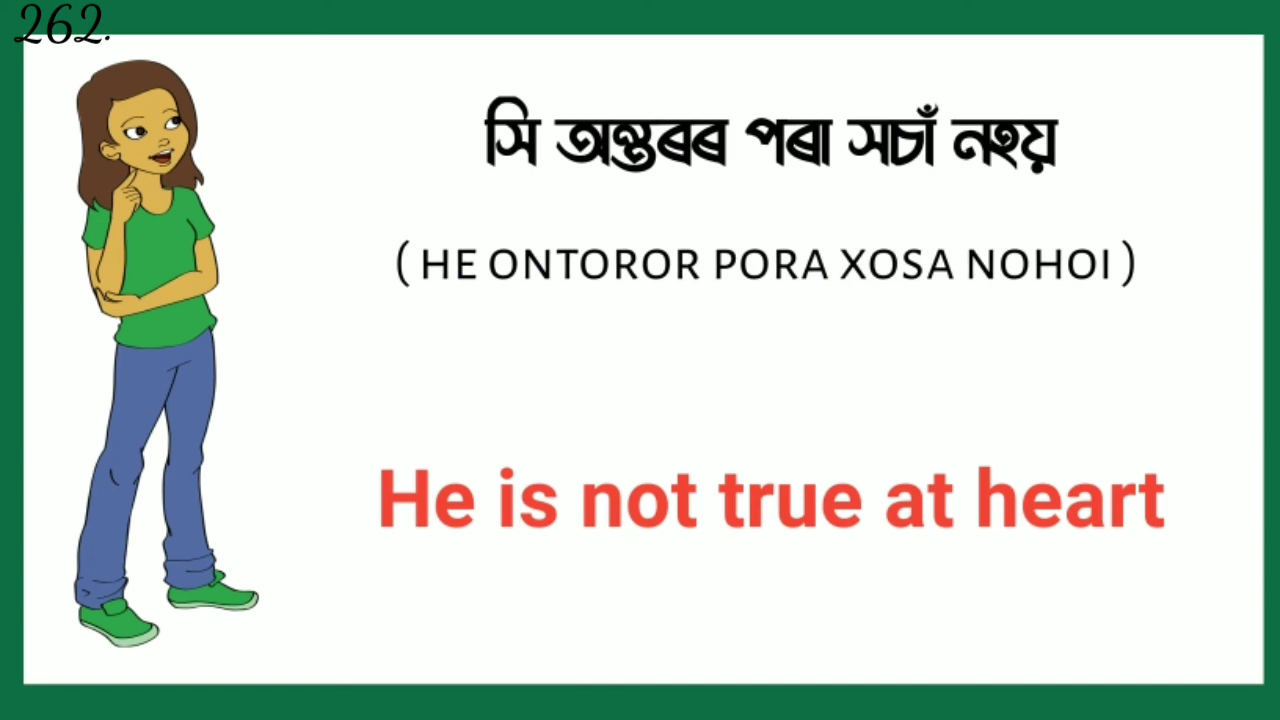 262.
সি অন্তৰৰ পৰা সচাঁ নহয়
( HE ONTOROR PORA XOSA NOHOI )
He is not true at heart